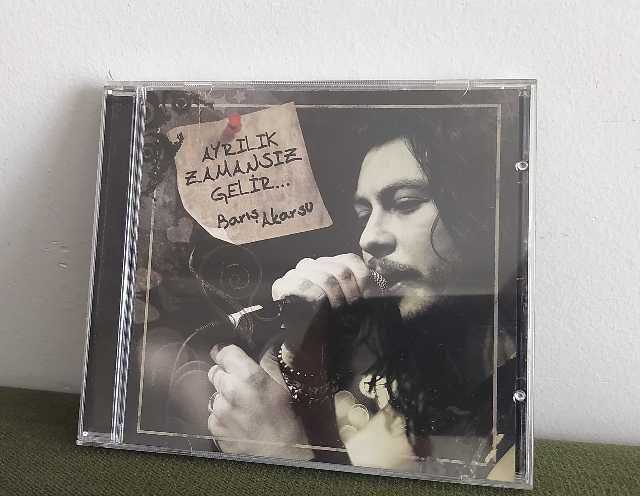 AYRILIK
ZAMANSIZ
GELİR...
Barış Akarsu